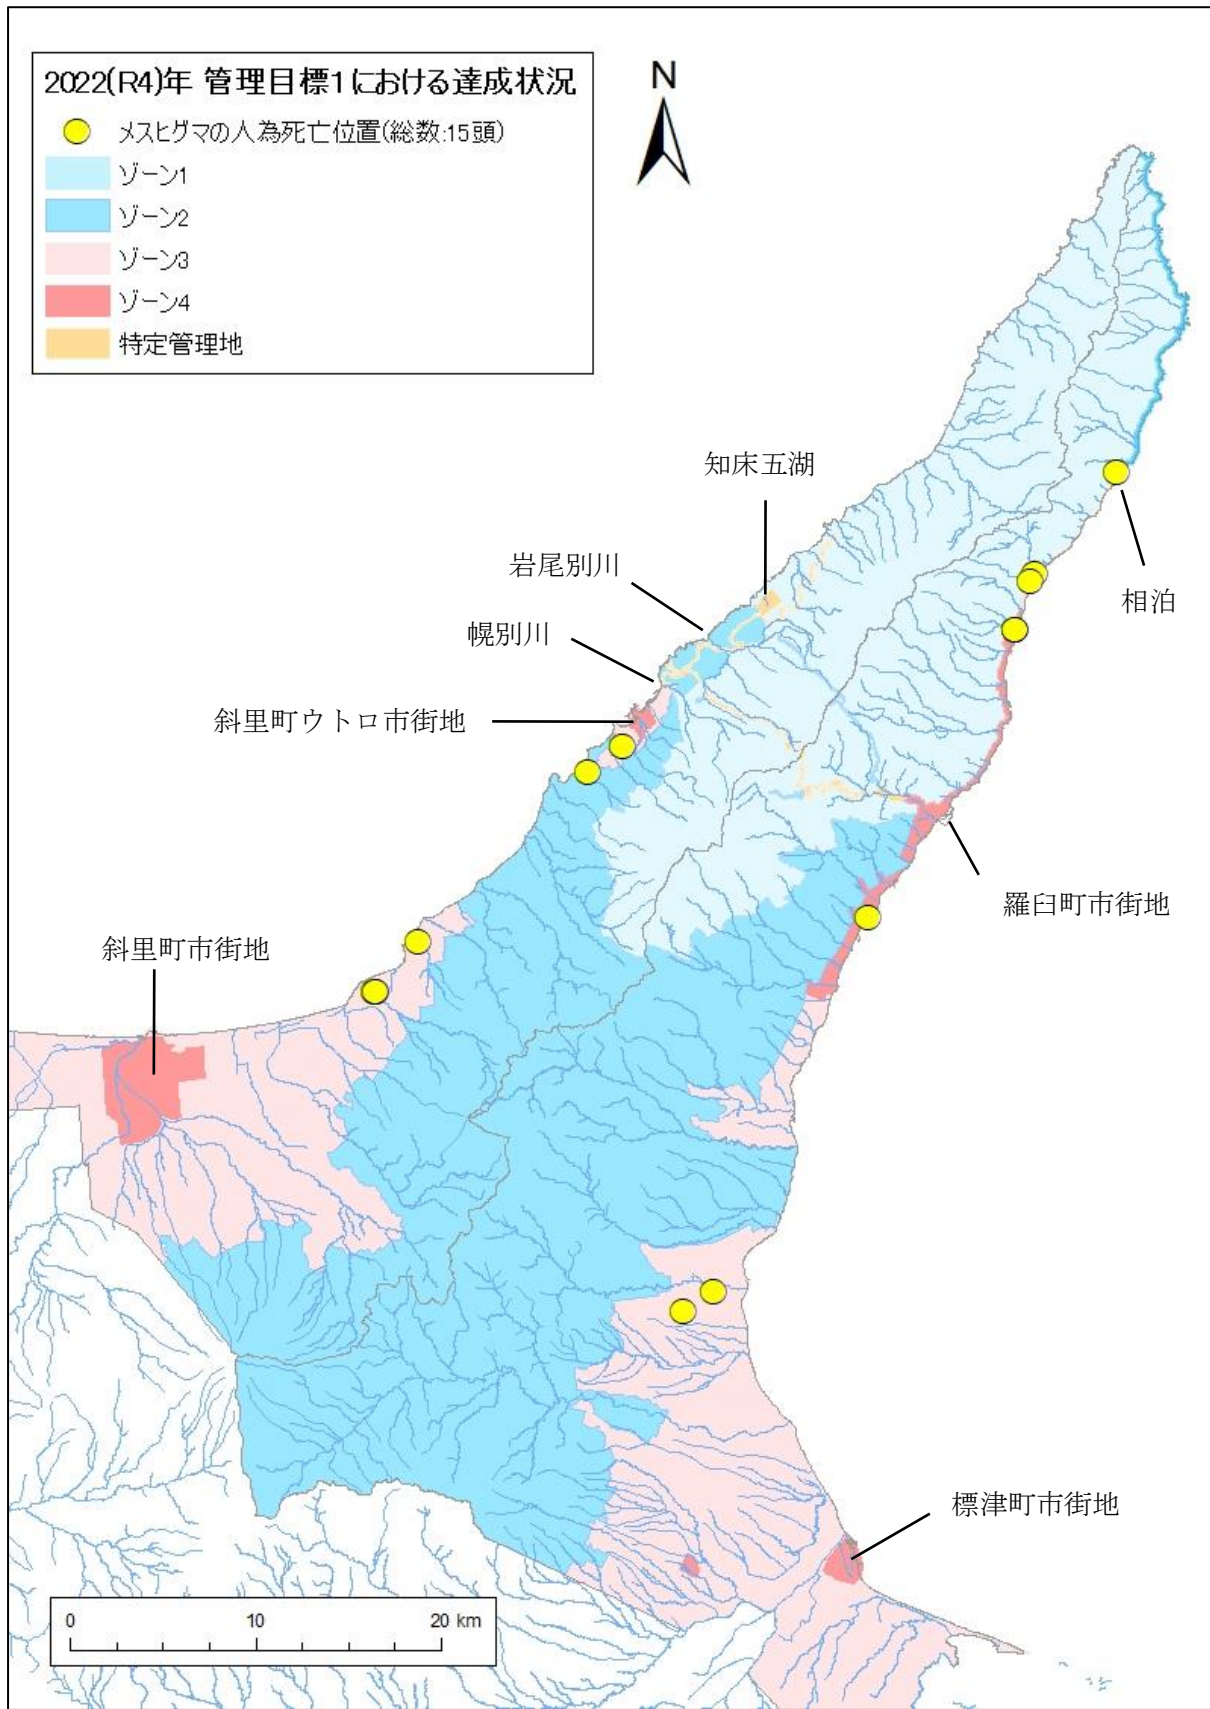 2022(R4)年 管理目標1における達成状況
メスヒグマの人為死亡位置(総数:15頭)
ゾーン1
ゾーン2
ゾーン3
ゾーン4
特定管理地
N
知床五湖
岩尾別川
相泊
幌別川
斜里町ウトロ市街地
羅臼町市街地
斜里町市街地
標津町市街地
0 10 20 km